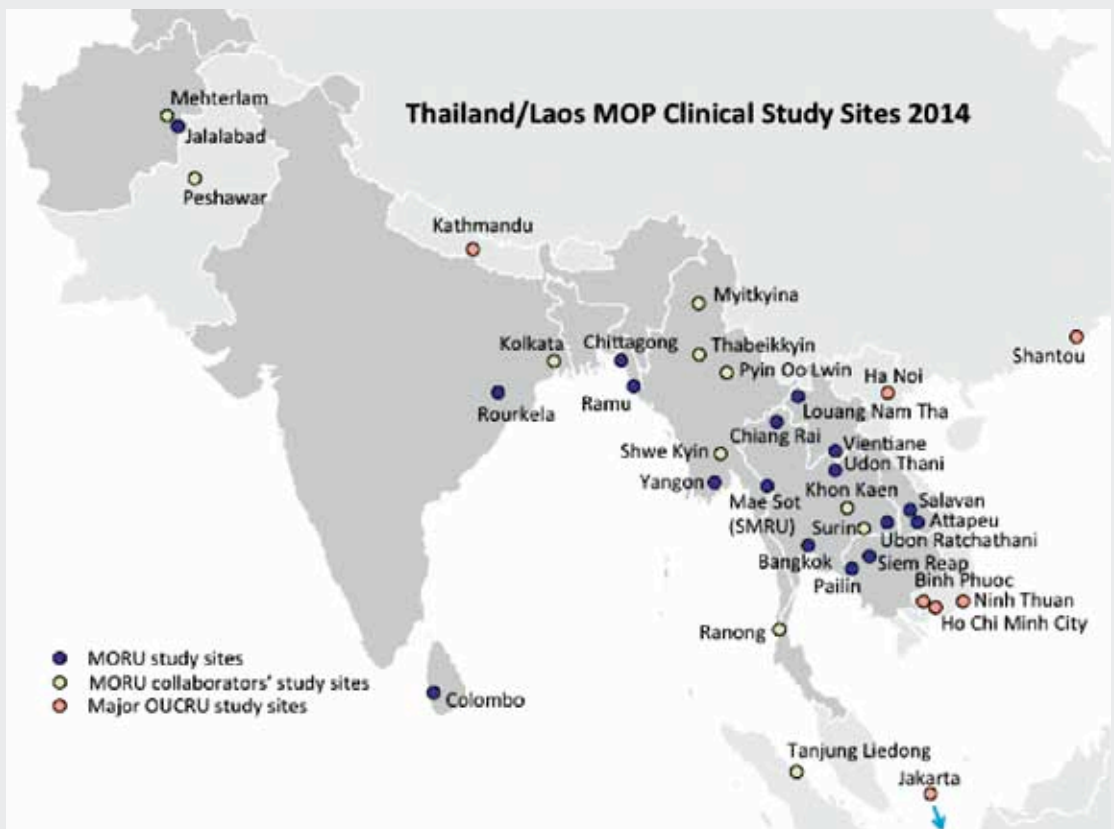 Thailand/Laos MOP Clinical Study Sites 2014
Mehterlam
Jalalabad
Peshawar
Kathmandu
Myitkyina
Kolkata
Chittagong
Thabeikkyin
Pyin Oo Lwin
Shantou
Ha Noi
Rourkela
Ramu
Louang Nam Tha
Chiang Rai
Vientiane
Shwe Kyin
Udon Thani
Yangon
Khon Kaen
Mae Sot
(SMRU)
Salavan
Surin
Attapeu
Ubon Ratchathani
Bangkok
Siem Reap
Pailin
Binh Phuoc
Ninh Thuan
Ho Chi Minh City
Ranong
MORU study sites
MORU collaborators' study sites
Major OUCRU study sites
Colombo
Tanjung Liedong
Jakarta